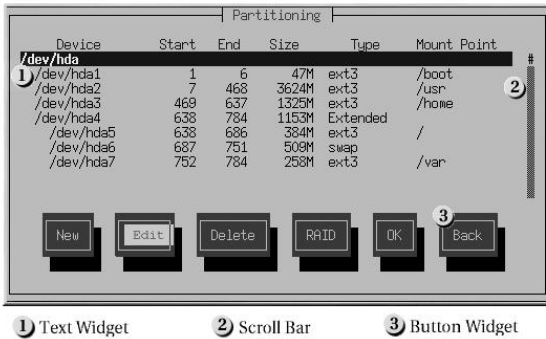 Partitioning
Device Start End Size Type Mount Point
/dev/hda #
1 /dev/hda1 1 6 47M ext3 /boot
/dev/hda2 7 468 3624M ext3 /usr 2
/dev/hda3 469 637 1325M ext3 /home
/dev/hda4 638 784 1153M Extended
/dev/hda5 638 686 384M ext3 /
/dev/hda6 687 751 509M swap
/dev/hda7 752 784 258M ext3 /var
3
New Edit Delete RAID OK Back
1 Text Widget 2 Scroll Bar 3 Button Widget